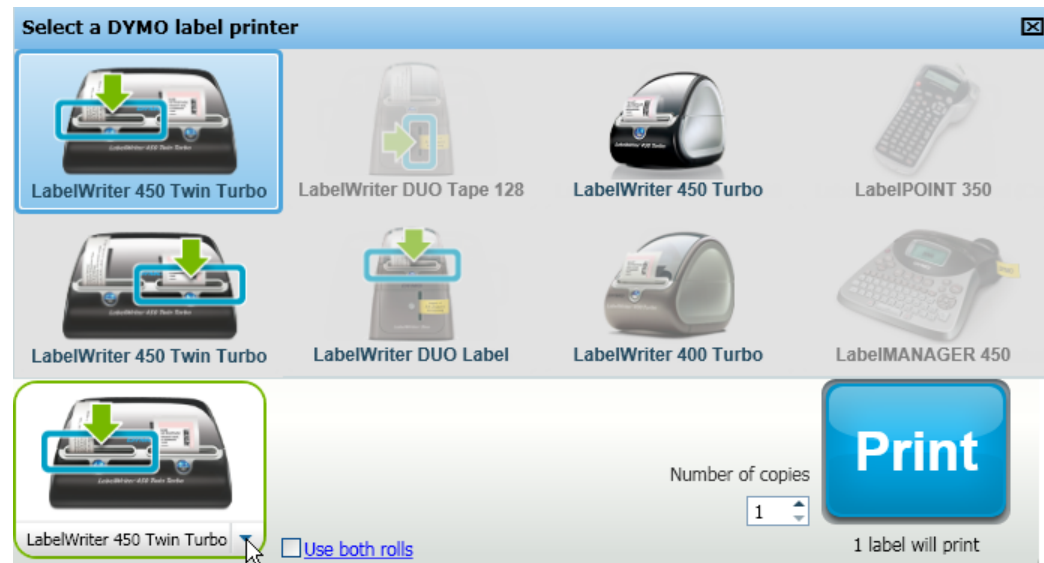 Select a DYMO label printer
LabelWriter 450 Twin Turbo
LabelWriter DUO Tape 128
LabelWriter 450 Turbo
LabelPOINT 350
LabelWriter 450 Twin Turbo
LabelWriter DUO Label
LabelWriter 400 Turbo
LabelMANAGER 450
LabelWriter 450 Twin Turbo
Use both rolls
Number of copies
1
Print
1 label will print